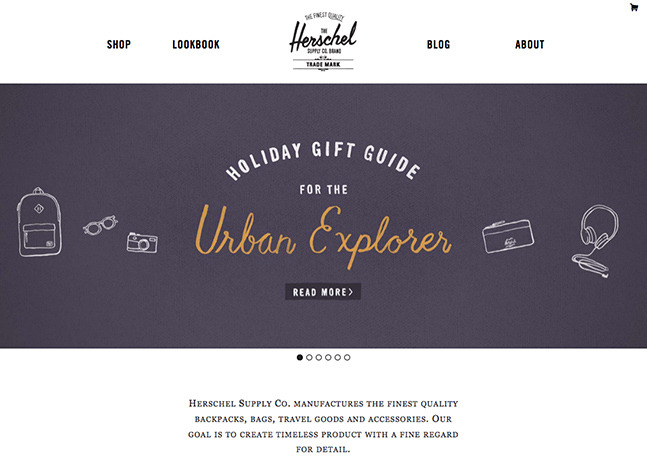 SHOP
LOOKBOOK
THE FINEST QUALITY
THE
Herschel
SUPPLY CO. BRAND
TRADE MARK
BLOG
ABOUT
HOLIDAY GIFT GUIDE
FOR THE
Urban Explorer
READ MORE>
HERSCHEL SUPPLY CO. MANUFACTURES THE FINEST QUALITY
BACKPACKS, BAGS, TRAVEL GOODS AND ACCESSORIES. OUR
GOAL IS TO CREATE TIMELESS PRODUCT WITH A FINE REGARD
FOR DETAIL.